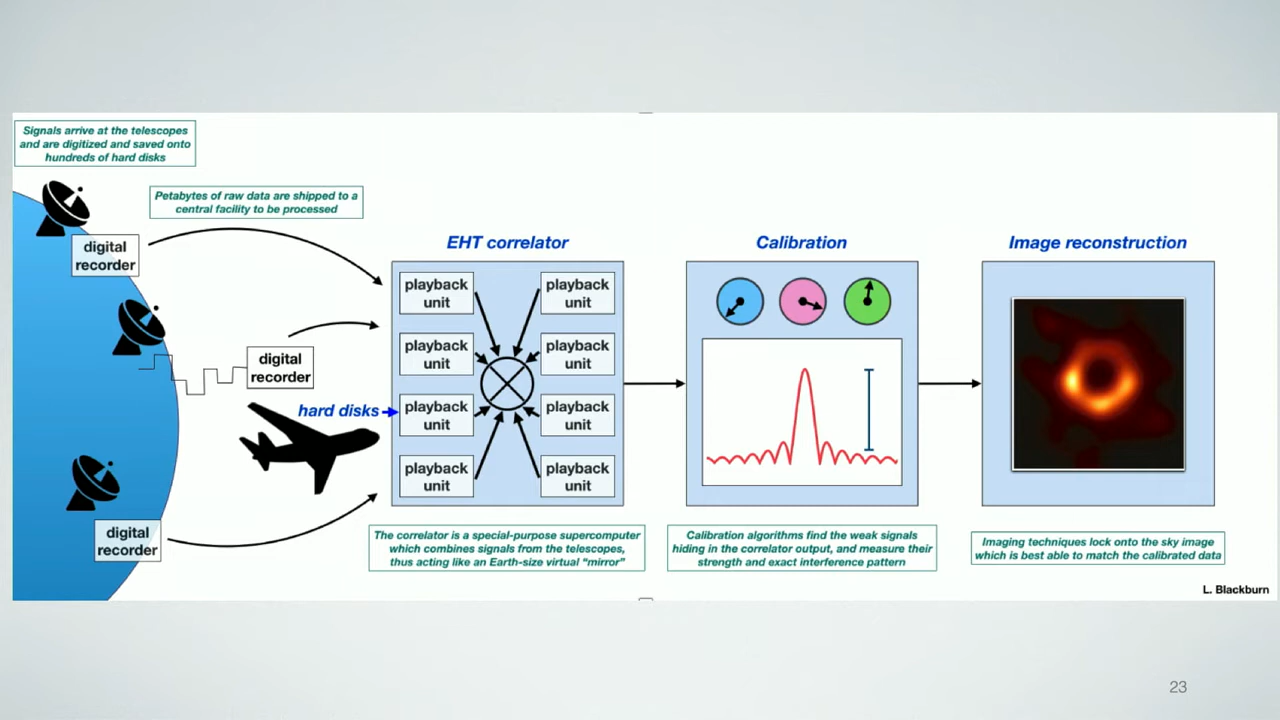 Signals arrive at the telescopes
and are digitized and saved onto
hundreds of hard disks
Petabytes of raw data are shipped to a
central facility to be processed
digital
recorder
digital
recorder
hard disks
digital
recorder
EHT correlator
playback
unit
playback
unit
playback
unit
playback
unit
playback
unit
playback
unit
playback
unit
playback
unit
The correlator is a special-purpose supercomputer
which combines signals from the telescopes,
thus acting like an Earth-size virtual “mirror”
Calibration
Calibration algorithms find the weak signals
hiding in the correlator output, and measure their
strength and exact interference pattern
Image reconstruction
Imaging techniques lock onto the sky image
which is best able to match the calibrated data
L. Blackburn
23